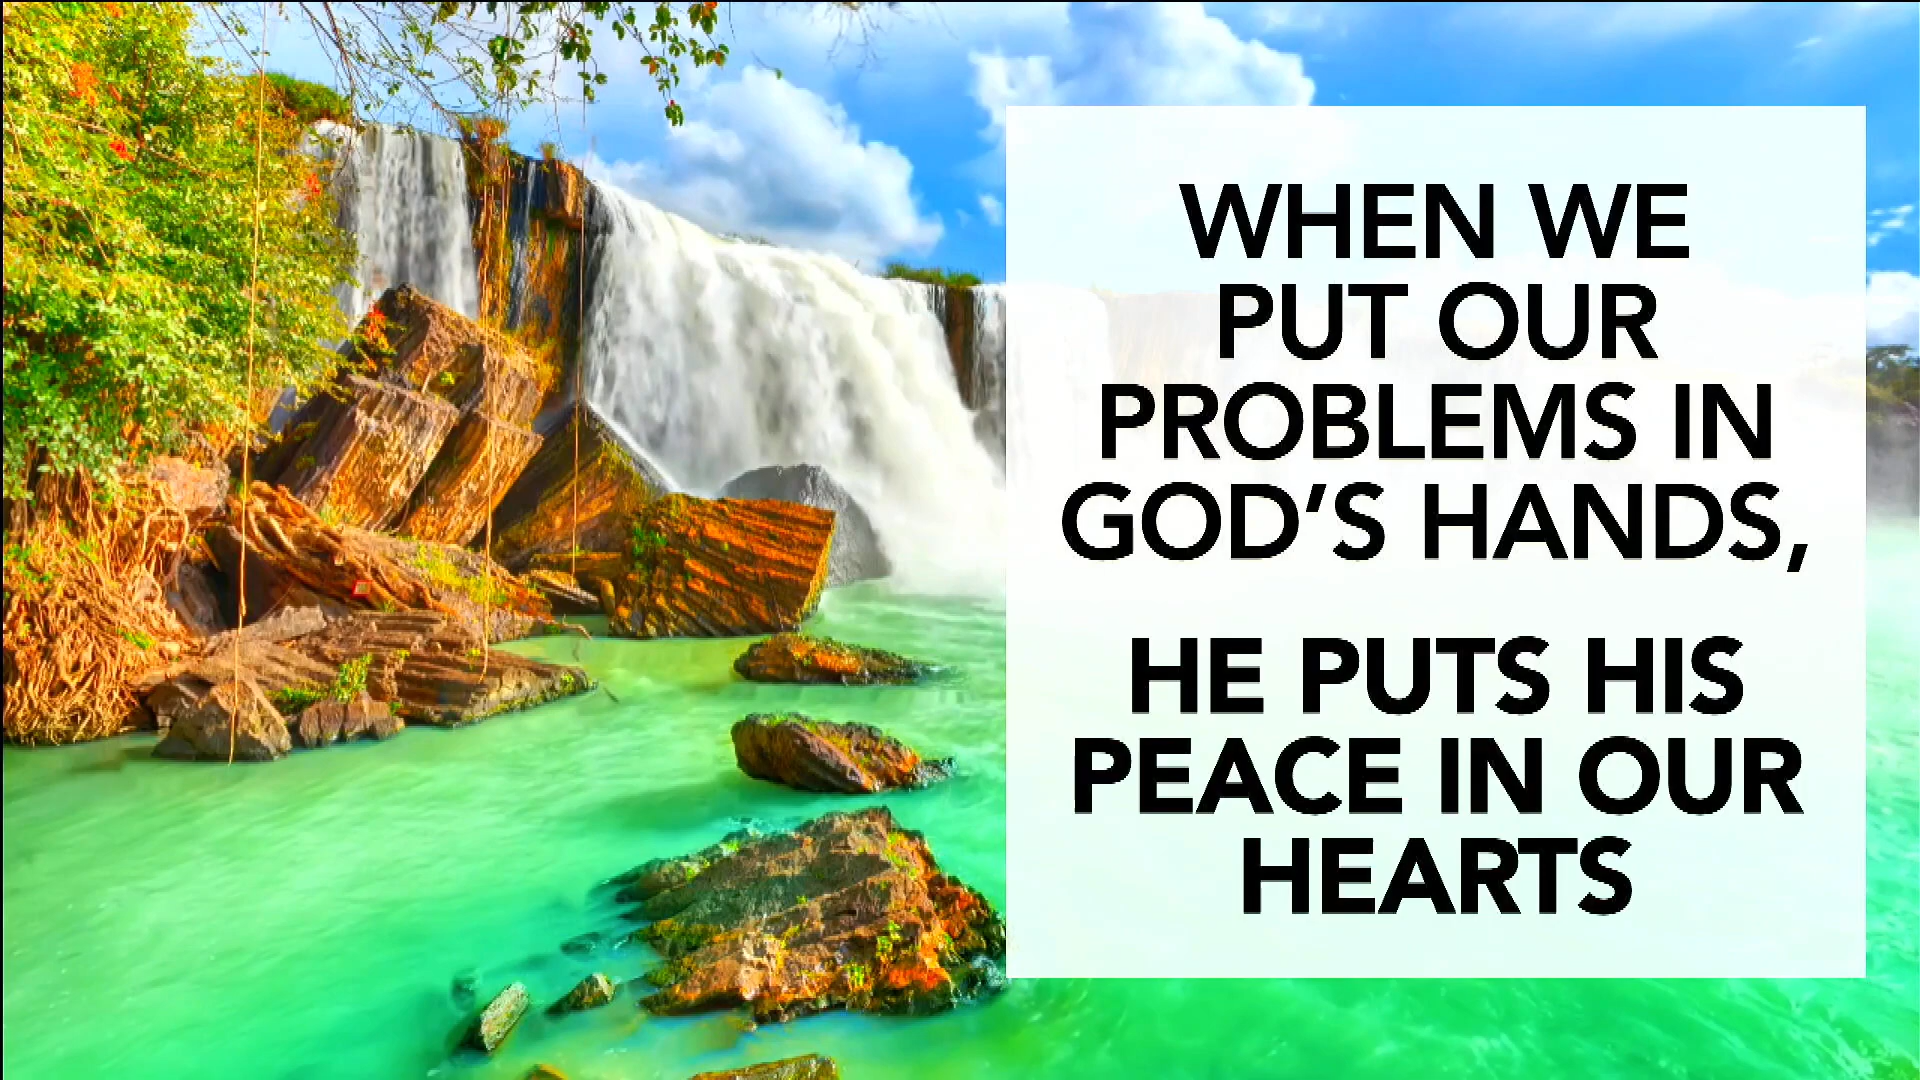 WHEN WE
PUT OUR
PROBLEMS IN
GOD’S HANDS,
HE PUTS HIS
PEACE IN OUR
HEARTS